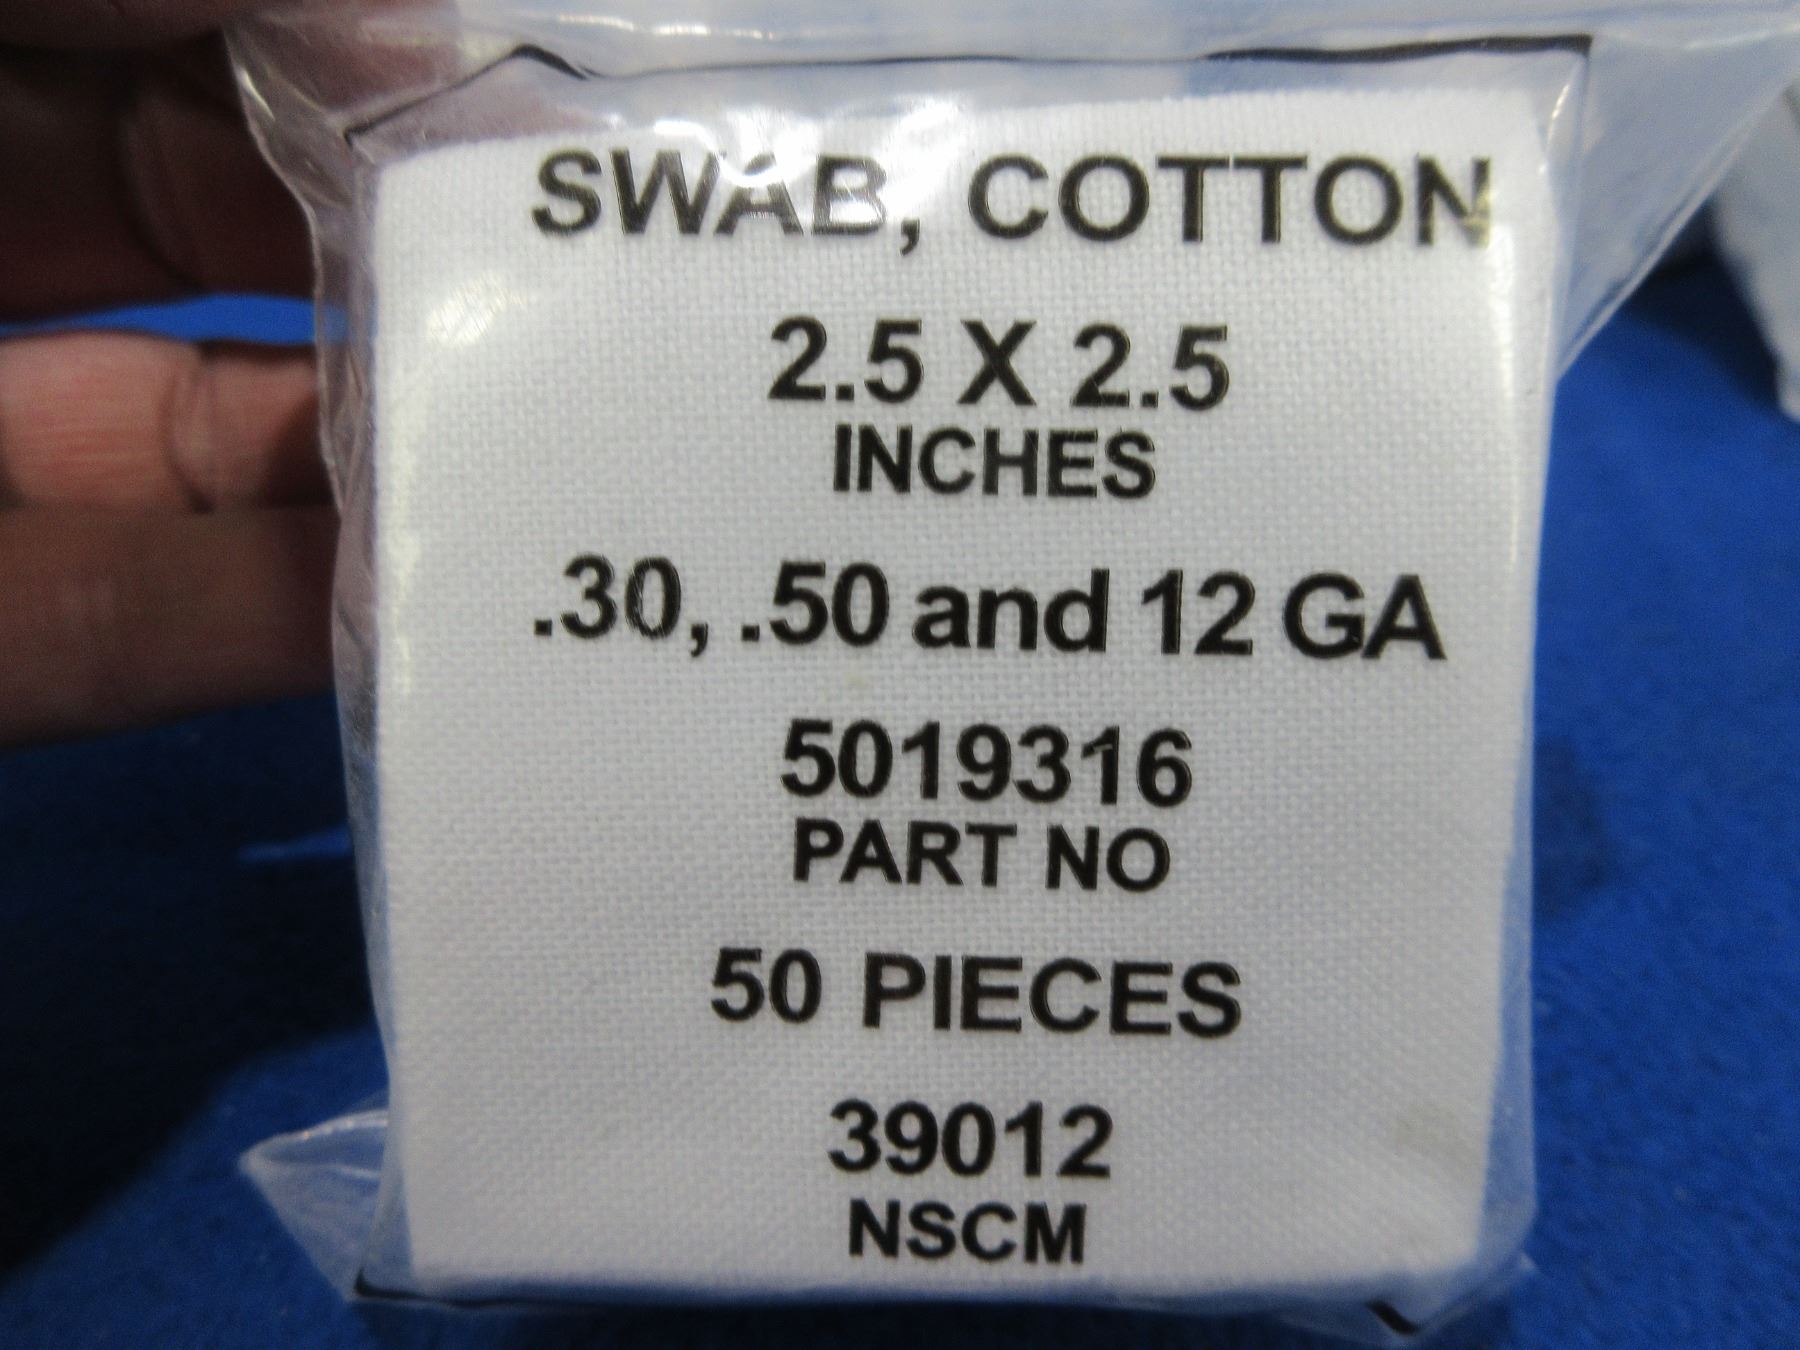 SWAB, COTTON
2.5 X 2.5
INCHES
.30, .50 and 12 GA
5019316
PART NO
50 PIECES
39012
NSCM